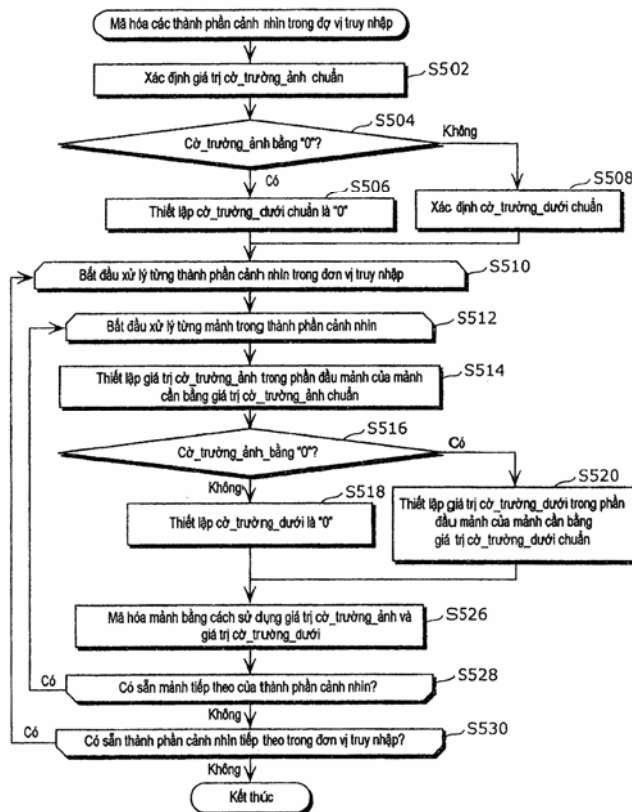 Mã hóa các thành phần cảnh nhìn trong đợ vị truy nhập
Xác định giá trị cờ_trường_ảnh chuẩn
S502
Cờ_trường_ảnh bằng "0"?
S504
Không
Có
S506
Thiết lập cờ_trường_dưới chuẩn là "0"
S508
Xác định cờ_trường_dưới chuẩn
Bắt đầu xử lý từng thành phần cảnh nhìn trong đơn vị truy nhập
S510
Bắt đầu xử lý từng mảnh trong thành phần cảnh nhìn
S512
S514
Thiết lập giá trị cờ_trường_ảnh trong phần đầu mảnh của mảnh
cần bằng giá trị cờ_trường_ảnh chuẩn
S516
Cờ_trường_ảnh_bằng "0"?
Có
Không
S518
Thiết lập cờ_trường_dưới là "0"
S520
Thiết lập giá trị cờ_trường_dưới trong phần
đầu mảnh của mảnh cần bằng
giá trị cờ_trường_dưới chuẩn
Mã hóa mảnh bằng cách sử dụng giá trị cờ_trường_ảnh và
giá trị cờ_trường_dưới
S526
Có
Có sẵn mảnh tiếp theo của thành phần cảnh nhìn?
S528
Không
Có
Có sẵn thành phần cảnh nhìn tiếp theo trong đơn vị truy nhập?
S530
Không
Kết thúc